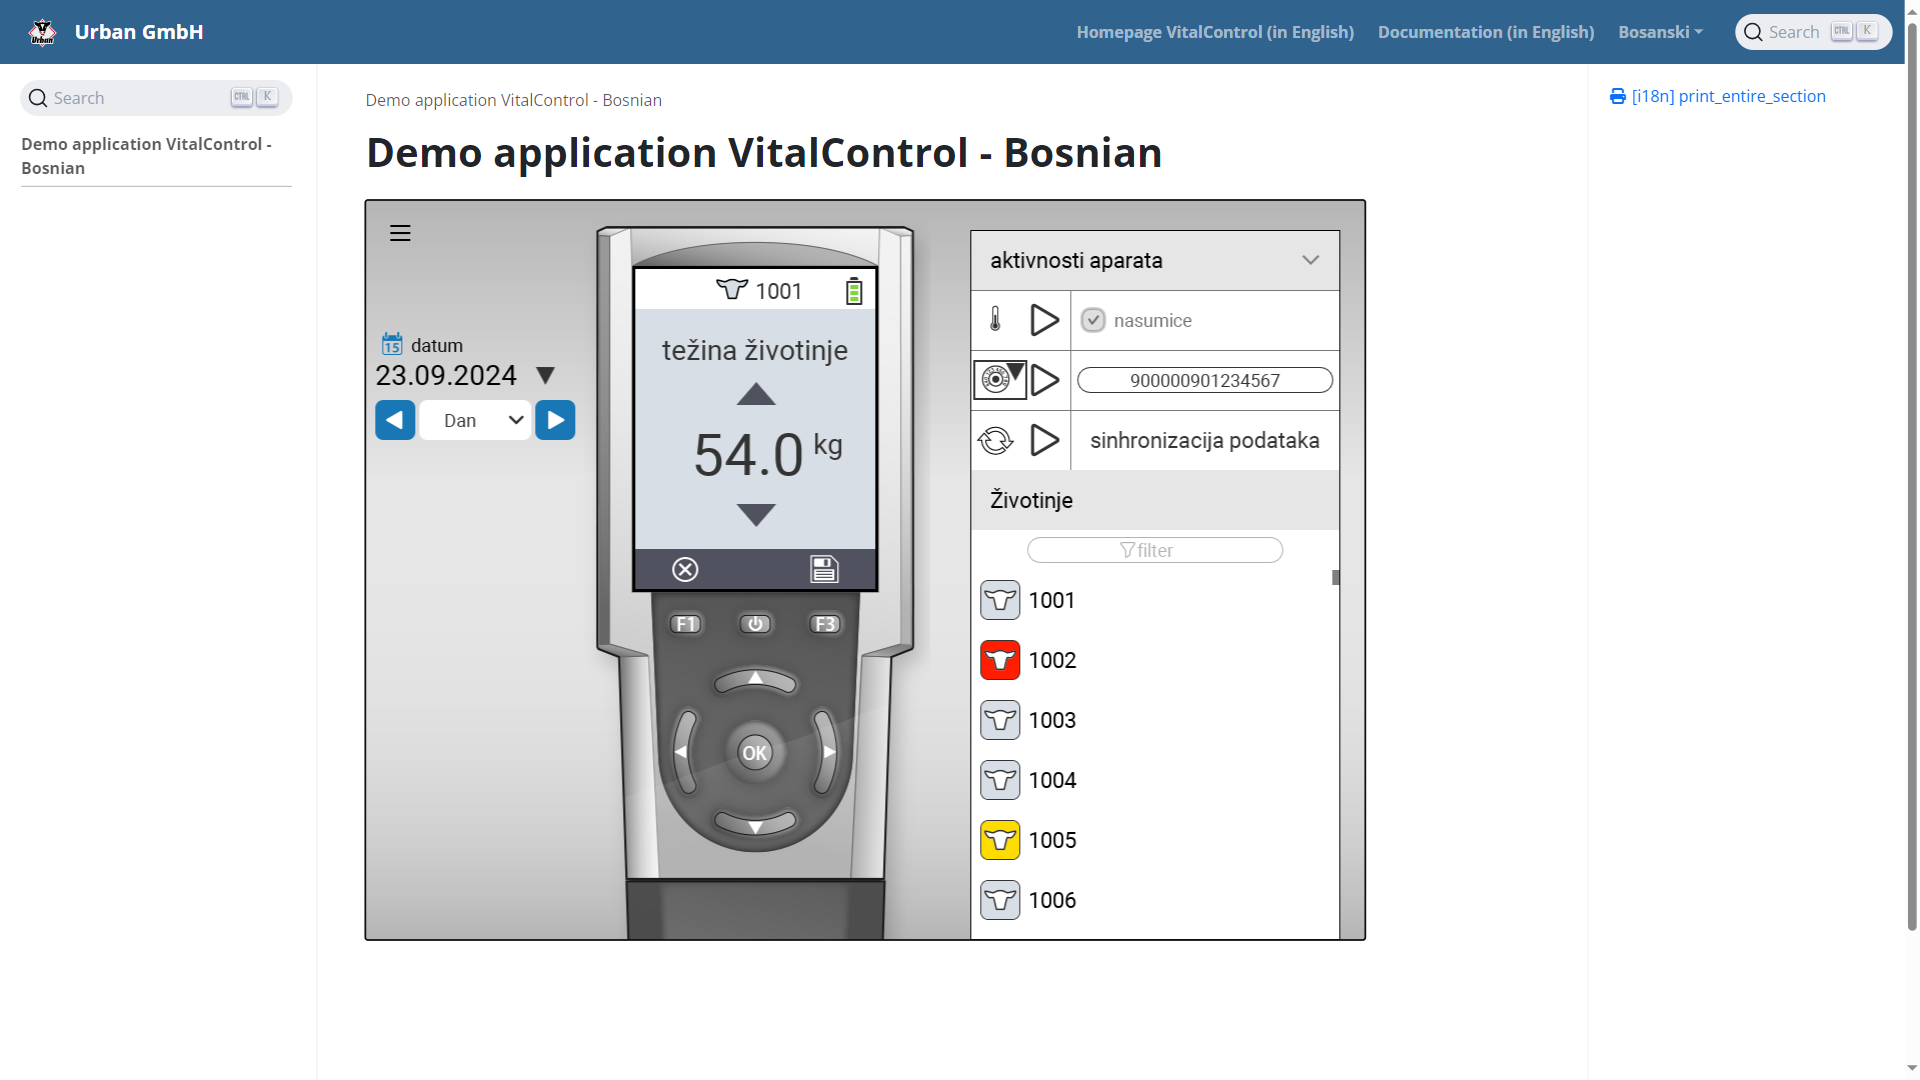 Urban GmbH
Homepage VitalControl (in English)
Documentation (in English)
Bosanski
Search CTRL K
Search CTRL K
Demo application VitalControl -
Bosnian
Demo application VitalControl - Bosnian
Demo application VitalControl - Bosnian
[i18n] print_entire_section
15 datum
23.09.2024
Dan
1001
težina životinje
54.0 kg
F1
F3
OK
aktivnosti aparata
nasumice
900000901234567
sinhronizacija podataka
Životinje
filter
1001
1002
1003
1004
1005
1006